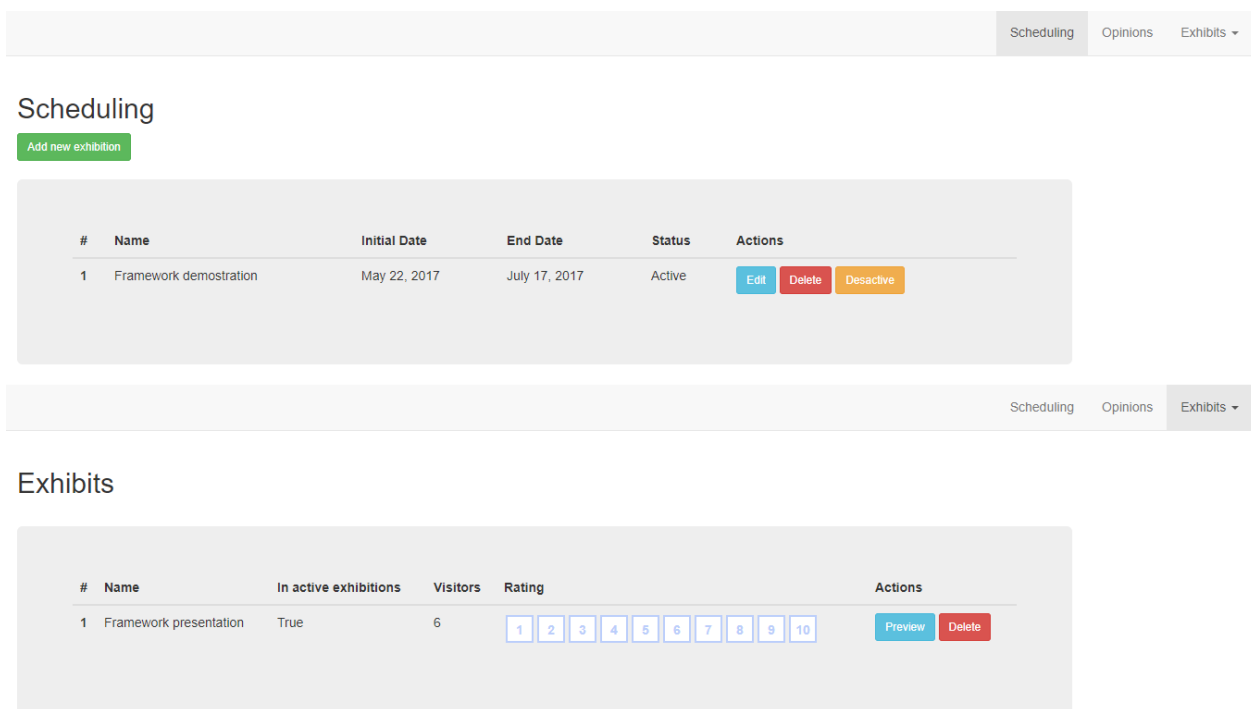 Scheduling Opinions Exhibits
Scheduling
Add new exhibition
# Name Initial Date End Date Status Actions
1 Framework demostration May 22, 2017 July 17, 2017 Active Edit Delete Desactive
Scheduling Opinions Exhibits
Exhibits
# Name In active exhibitions Visitors Rating Actions
1 Framework presentation True 6 1 2 3 4 5 6 7 8 9 10 Preview Delete